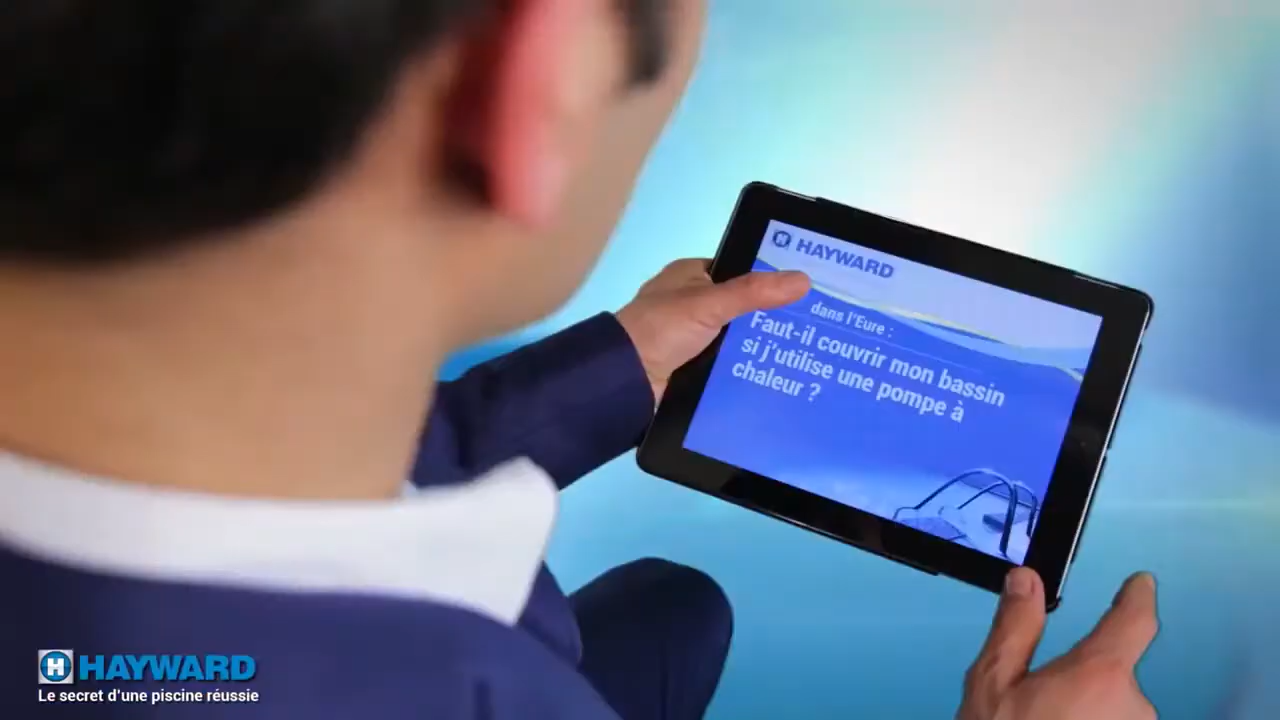 HAYWARD
dans l'Eure :
Faut-il couvrir mon bassin
si j'utilise une pompe à
chaleur ?
HAYWARD
Le secret d'une piscine réussie